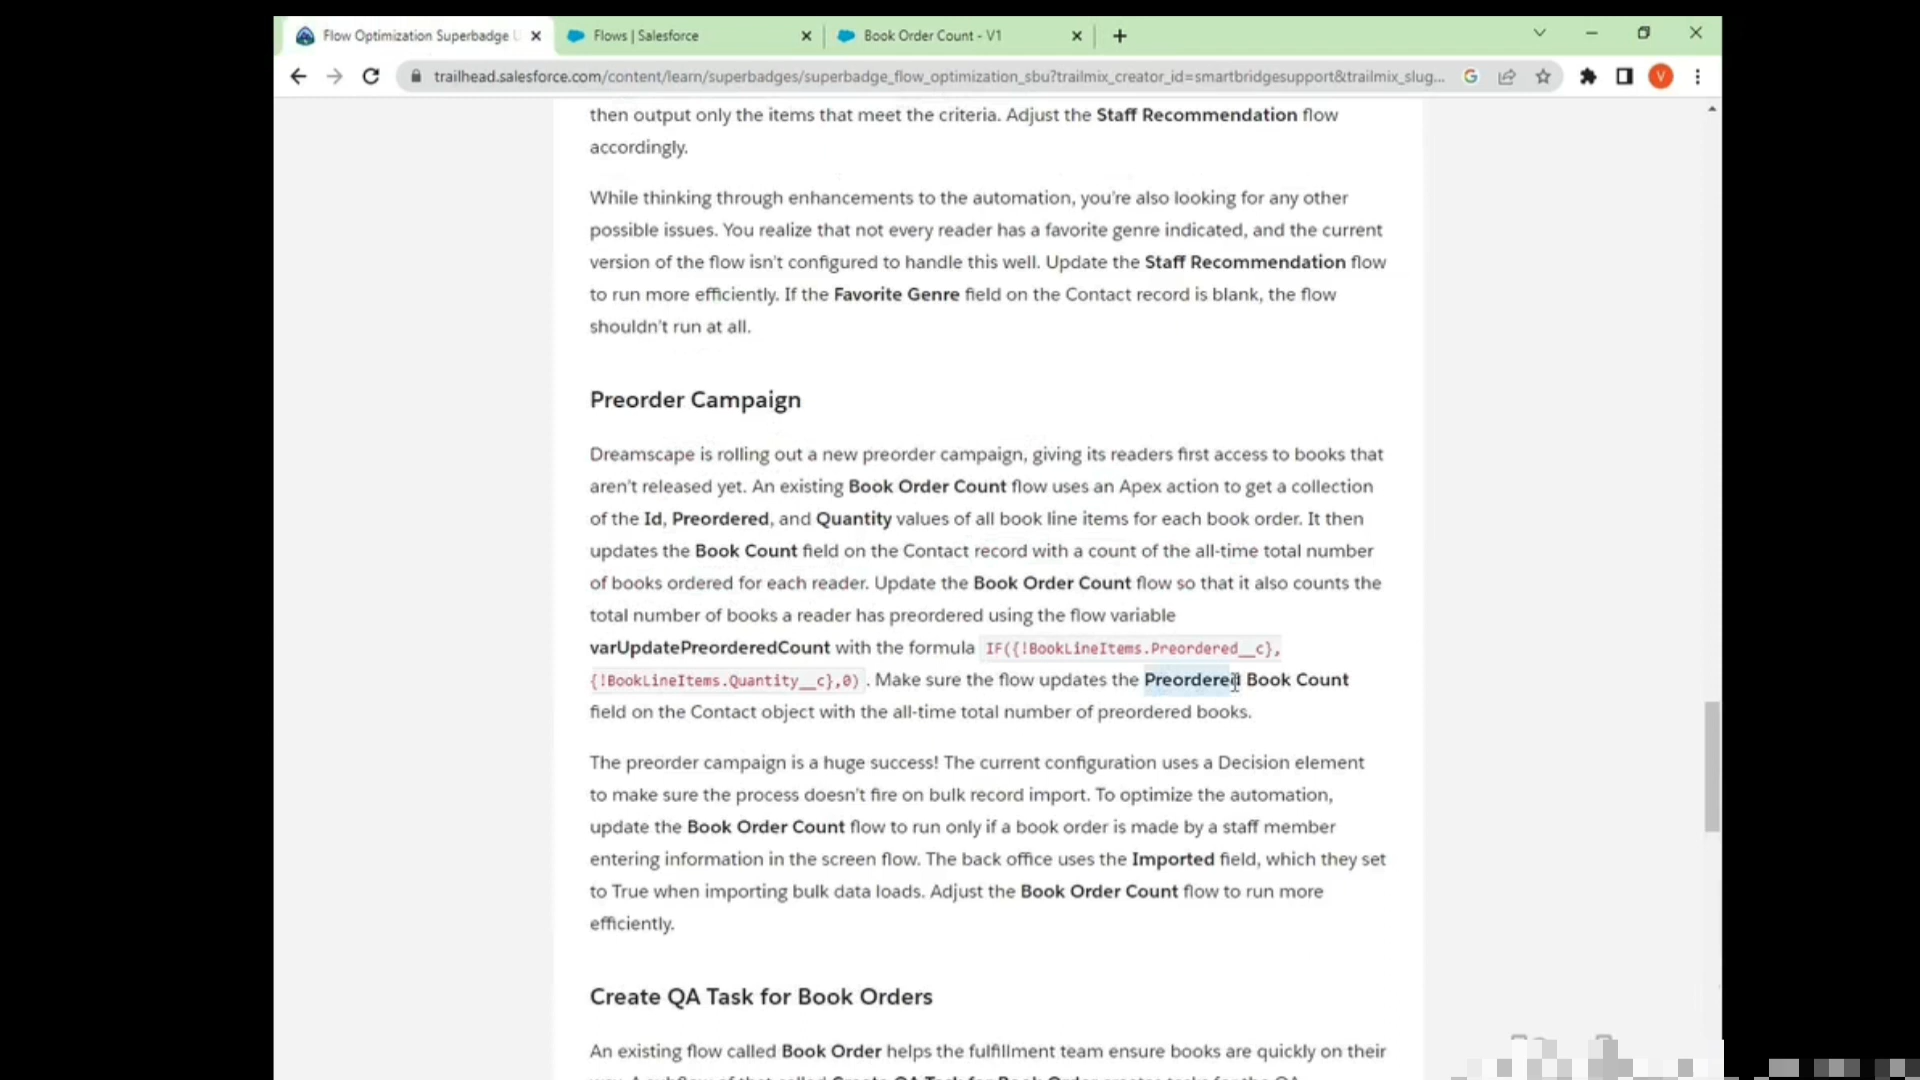 Flow Optimization Superbadge U
Flows | Salesforce
Book Order Count - V1
trailhead.salesforce.com/content/learn/superbadges/superbadge_flow_optimization_sbu?trailmix_creator_id=smartbridgesupport&trailmix_slug...
V
then output only the items that meet the criteria. Adjust the Staff Recommendation flow
accordingly.
While thinking through enhancements to the automation, you're also looking for any other
possible issues. You realize that not every reader has a favorite genre indicated, and the current
version of the flow isn't configured to handle this well. Update the Staff Recommendation flow
to run more efficiently. If the Favorite Genre field on the Contact record is blank, the flow
shouldn't run at all.
Preorder Campaign
Dreamscape is rolling out a new preorder campaign, giving its readers first access to books that
aren't released yet. An existing Book Order Count flow uses an Apex action to get a collection
of the Id, Preordered, and Quantity values of all book line items for each book order. It then
updates the Book Count field on the Contact record with a count of the all-time total number
of books ordered for each reader. Update the Book Order Count flow so that it also counts the
total number of books a reader has preordered using the flow variable
varUpdatePreorderedCount with the formula IF({!BookLineItems.Preordered__c},
{!BookLineItems.Quantity__c},0) . Make sure the flow updates the Preordered Book Count
field on the Contact object with the all-time total number of preordered books.
The preorder campaign is a huge success! The current configuration uses a Decision element
to make sure the process doesn't fire on bulk record import. To optimize the automation,
update the Book Order Count flow to run only if a book order is made by a staff member
entering information in the screen flow. The back office uses the Imported field, which they set
to True when importing bulk data loads. Adjust the Book Order Count flow to run more
efficiently.
Create QA Task for Book Orders
An existing flow called Book Order helps the fulfillment team ensure books are quickly on their
way. A subflow of that called Create QA Task for Book Order creates tasks for the QA